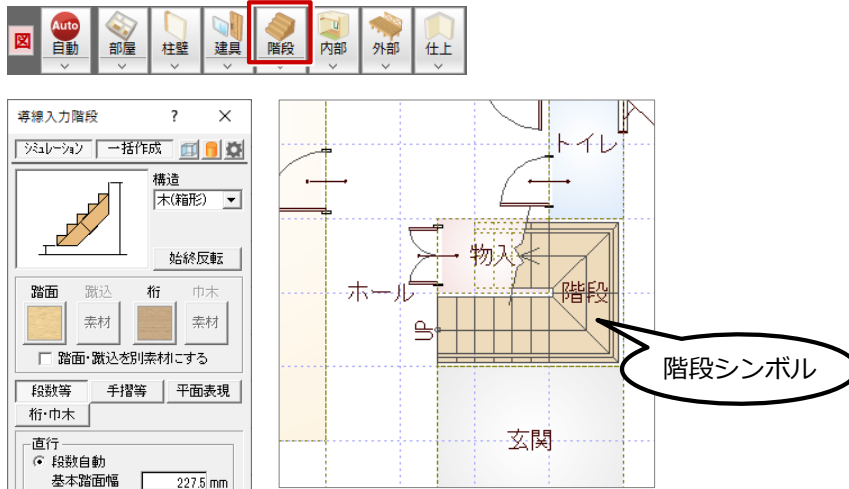 図 Auto 自動 部屋 柱壁 建具 階段 内部 外部 仕上
導線入力階段 ? ×
シミュレーション 一括作成
構造
木(箱形)
始終反転
踏面 蹴込 桁 巾木
素材 素材
踏面・蹴込を別素材にする
段数等 手摺等 平面表現
桁・巾木
直行
段数自動
基本踏面幅 227.5 mm
トイレ
物入
ホール
階段
UP
階段シンボル
玄関